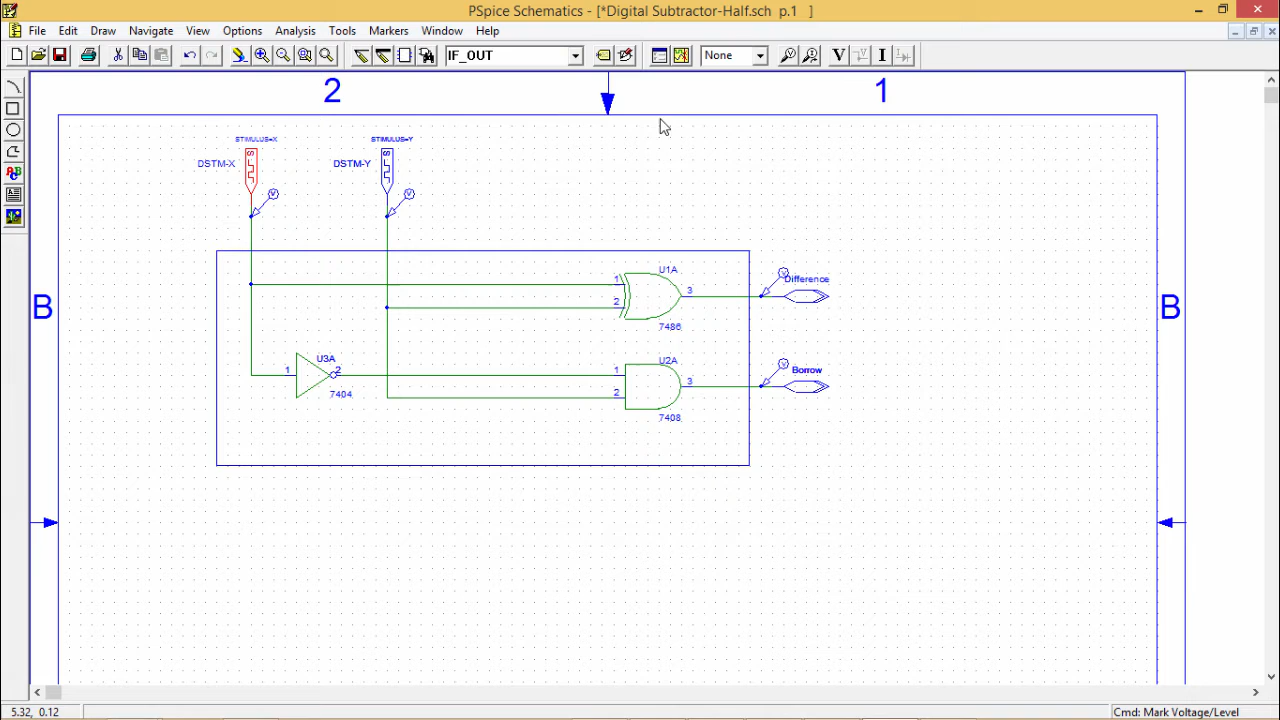 PSpice Schematics - [*Digital Subtractor-Half.sch p.1 ]
File Edit Draw Navigate View Options Analysis Tools Markers Window Help
IF_OUT
None
V
I
ABC
2 1
STIMULUS=X STIMULUS=Y
DSTM-X S DSTM-Y S
V V
U1A
1
2
3
7486
V
Difference
B B
U3A
1 2
7404
U2A
1
2
3
7408
V
Borrow
5.32, 0.12 Cmd: Mark Voltage/Level